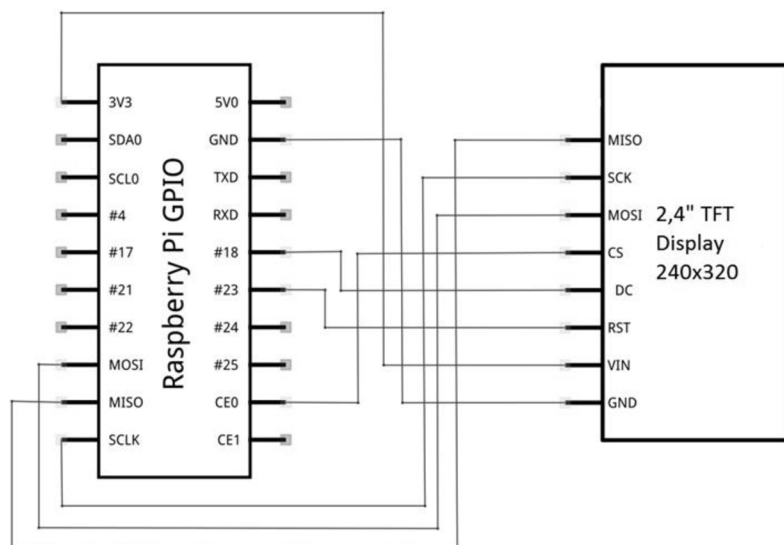 3V3
SDA0
SCL0
#4
#17
#21
#22
MOSI
MISO
SCLK
Raspberry Pi GPIO
5V0
GND
TXD
RXD
#18
#23
#24
#25
CE0
CE1
MISO
SCK
MOSI
CS
DC
RST
VIN
GND
2,4" TFT
Display
240x320